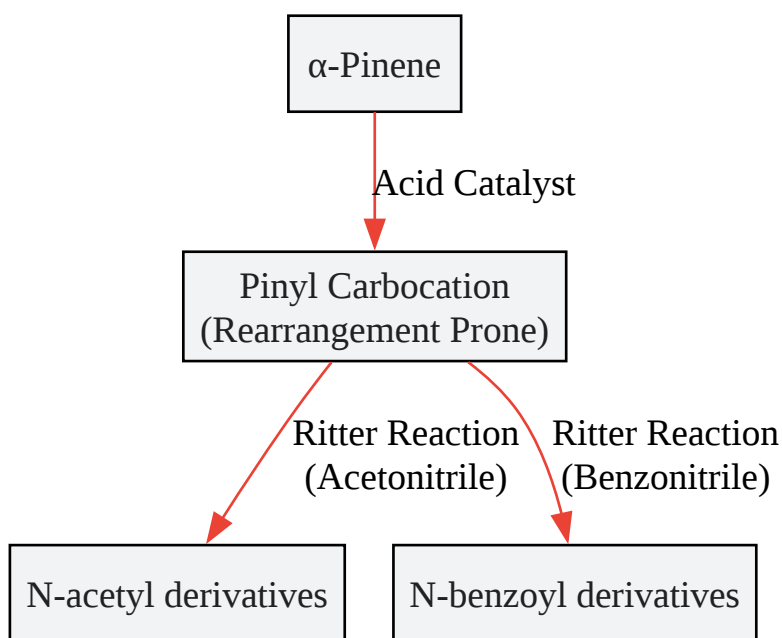 α-Pinene
Acid Catalyst
Pinyl Carbocation
(Rearrangement Prone)
Ritter Reaction
(Acetonitrile)
Ritter Reaction
(Benzonitrile)
N-acetyl derivatives
N-benzoyl derivatives